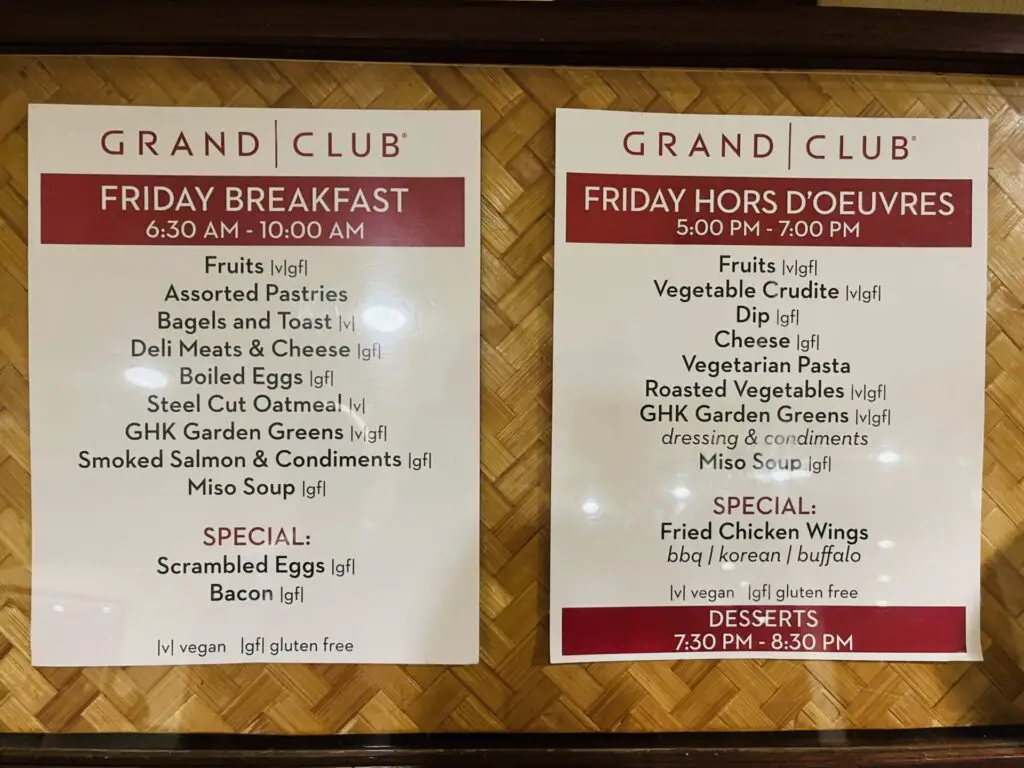 GRAND | CLUB®
FRIDAY BREAKFAST
6:30 AM - 10:00 AM
Fruits |v|gf|
Assorted Pastries
Bagels and Toast |v|
Deli Meats & Cheese |gf|
Boiled Eggs |gf|
Steel Cut Oatmeal |v|
GHK Garden Greens |v|gf|
Smoked Salmon & Condiments |gf|
Miso Soup |gf|
SPECIAL:
Scrambled Eggs |gf|
Bacon |gf|
|v| vegan |gf| gluten free
GRAND | CLUB®
FRIDAY HORS D'OEUVRES
5:00 PM - 7:00 PM
Fruits |v|gf|
Vegetable Crudite |v|gf|
Dip |gf|
Cheese |gf|
Vegetarian Pasta
Roasted Vegetables |v|gf|
GHK Garden Greens |v|gf|
dressing & condiments
Miso Soup |gf|
SPECIAL:
Fried Chicken Wings
bbq | korean | buffalo
|v| vegan |gf| gluten free
DESSERTS
7:30 PM - 8:30 PM